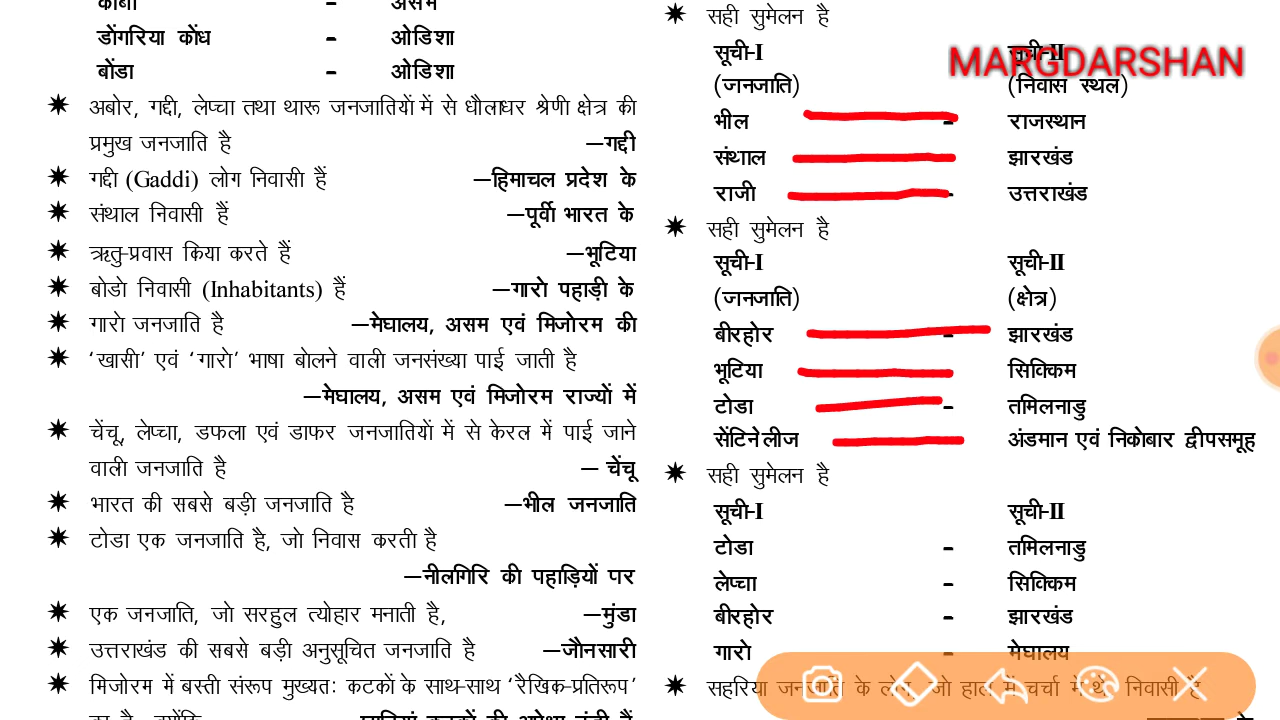 डोंगरिया कोंध - ओडिशा
बोंडा - ओडिशा
✷ अबोर, गद्दी, लेप्चा तथा थारू जनजातियों में से धौलाधर श्रेणी क्षेत्र की
प्रमुख जनजाति है —गद्दी
✷ गद्दी (Gaddi) लोग निवासी हैं —हिमाचल प्रदेश के
✷ संथाल निवासी हैं —पूर्वी भारत के
✷ ऋतु-प्रवास किया करते हैं —भूटिया
✷ बोडो निवासी (Inhabitants) हैं —गारो पहाड़ी के
✷ गारो जनजाति है —मेघालय, असम एवं मिजोरम की
✷ ‘खासी’ एवं ‘गारो’ भाषा बोलने वाली जनसंख्या पाई जाती है
—मेघालय, असम एवं मिजोरम राज्यों में
✷ चेंचू, लेप्चा, डफला एवं डाफर जनजातियों में से केरल में पाई जाने
वाली जनजाति है — चेंचू
✷ भारत की सबसे बड़ी जनजाति है —भील जनजाति
✷ टोडा एक जनजाति है, जो निवास करती है
—नीलगिरि की पहाड़ियों पर
✷ एक जनजाति, जो सरहुल त्योहार मनाती है, —मुंडा
✷ उत्तराखंड की सबसे बड़ी अनुसूचित जनजाति है —जौनसारी
✷ मिजोरम में बस्ती संरूप मुख्यतः कटकों के साथ-साथ ‘रैखिक-प्रतिरूप’
✷ सही सुमेलन है
सूची-I सूची-II
MARGDARSHAN
(जनजाति) (निवास स्थल)
भील - राजस्थान
संथाल झारखंड
राजी - उत्तराखंड
✷ सही सुमेलन है
सूची-I सूची-II
(जनजाति) (क्षेत्र)
बीरहोर - झारखंड
भूटिया सिक्किम
टोडा - तमिलनाडु
सेंटिनेलीज अंडमान एवं निकोबार द्वीपसमूह
✷ सही सुमेलन है
सूची-I सूची-II
टोडा - तमिलनाडु
लेप्चा - सिक्किम
बीरहोर - झारखंड
गारो - मेघालय
✷ सहरिया जनजाति के लोग, जो हाल में चर्चा में थे, निवासी हैं